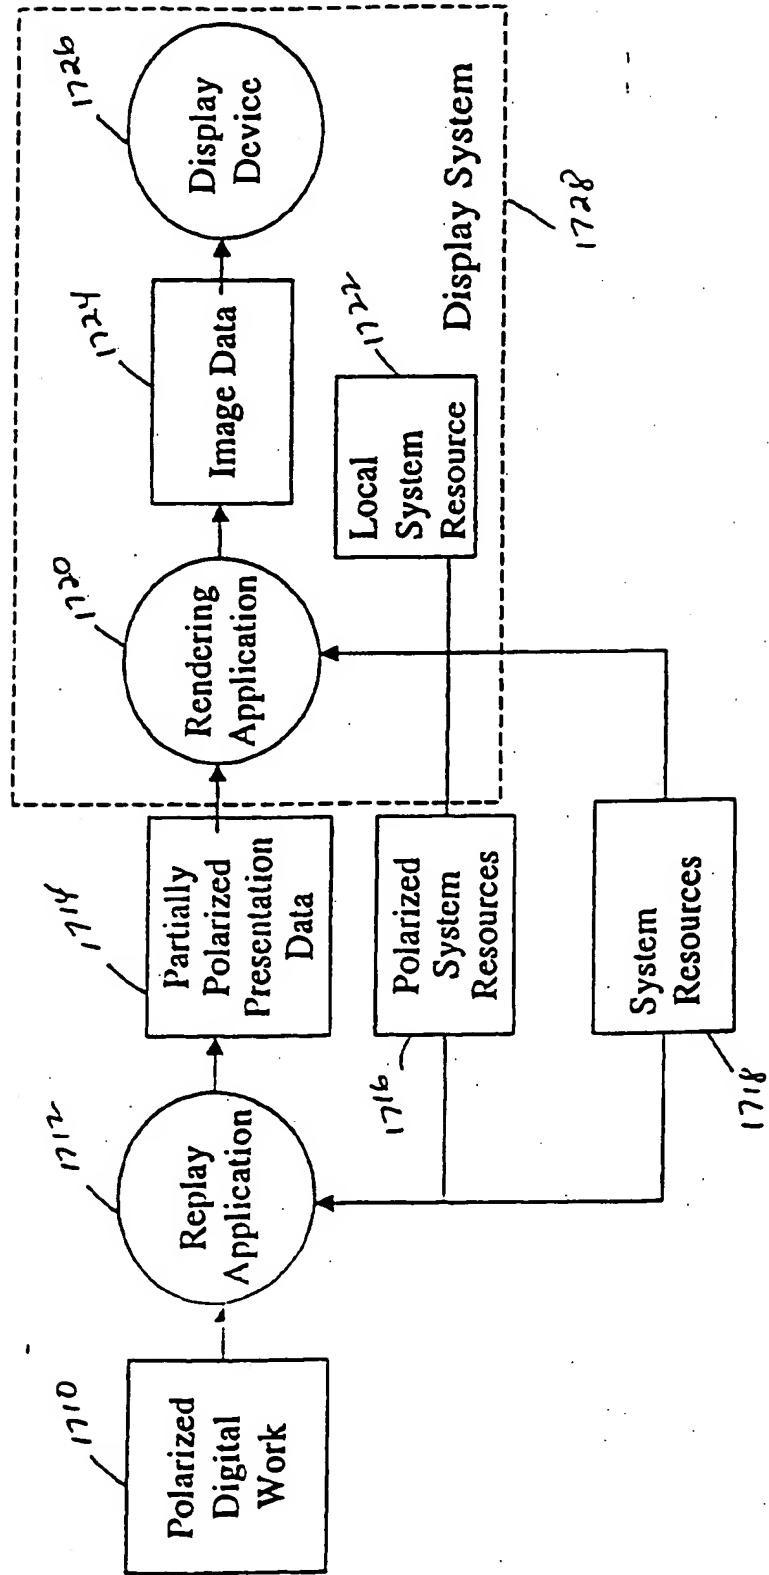 1710
Polarized
Digital
Work
1712
Replay
Application
1714
Partially
Polarized
Presentation
Data
1716
Polarized
System
Resources
1718
System
Resources
1720
Rendering
Application
1722
Local
System
Resource
1724
Image Data
1726
Display
Device
Display System
1728